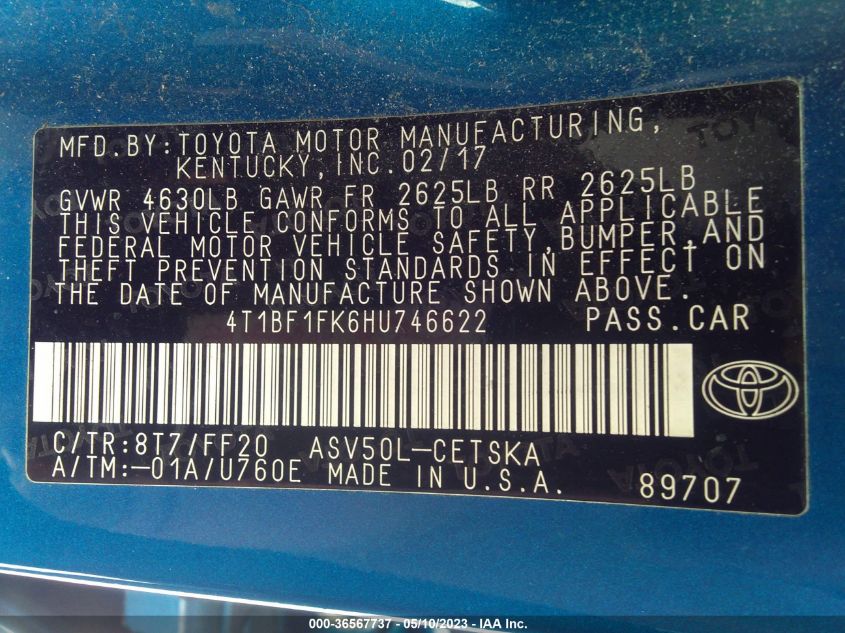 MFD.BY:TOYOTA MOTOR MANUFACTURING,
KENTUCKY,INC.02/17
GVWR 4630LB GAWR FR 2625LB RR 2625LB
THIS VEHICLE CONFORMS TO ALL APPLICABLE
FEDERAL MOTOR VEHICLE SAFETY,BUMPER,AND
THEFT PREVENTION STANDARDS IN EFFECT ON
THE DATE OF MANUFACTURE SHOWN ABOVE.
4T1BF1FK6HU746622 PASS.CAR
C/TR:8T7/FF20 ASV50L-CETSKA
A/TM:-01A/U760E MADE IN U.S.A. 89707
000-36567737 - 05/10/2023 - IAA Inc.